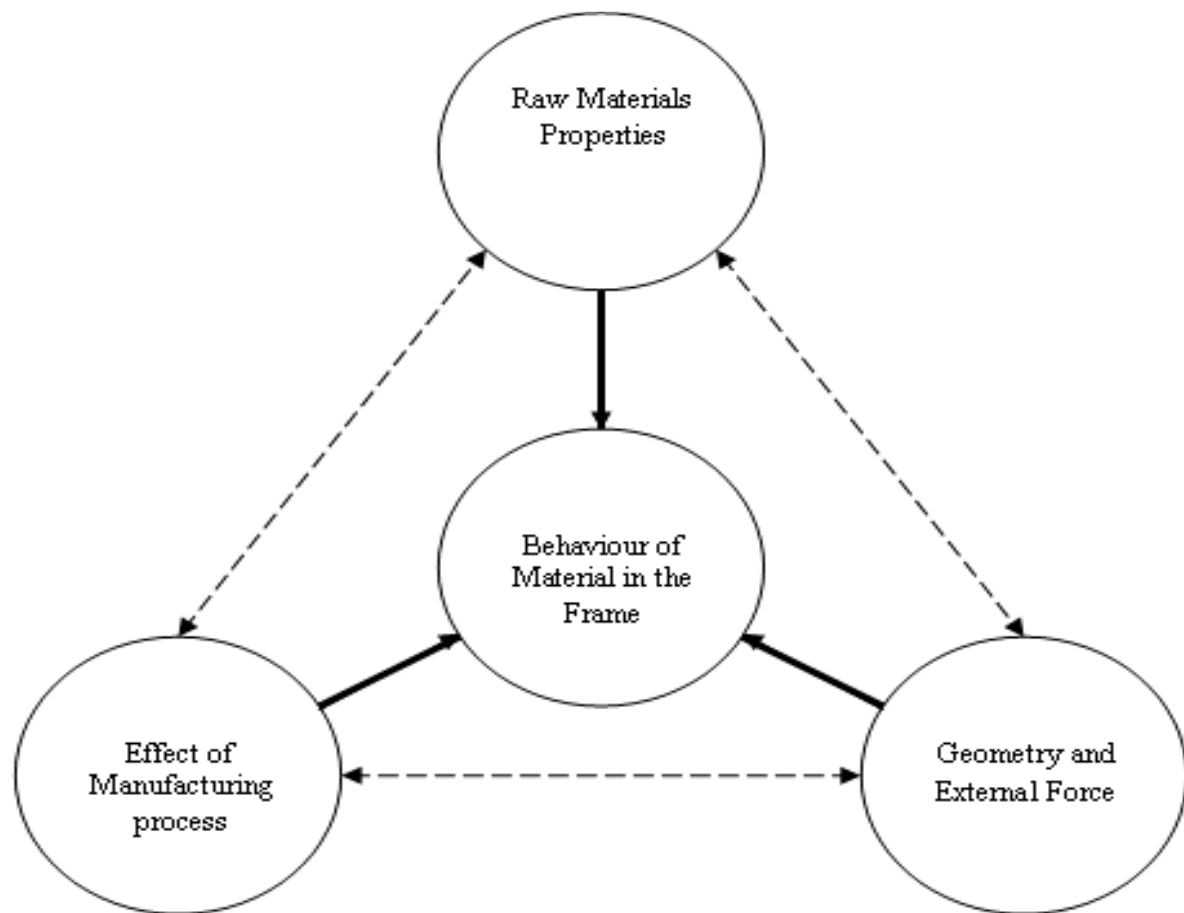 Raw Materials
Properties
Behaviour of
Material in the
Frame
Effect of
Manufacturing
process
Geometry and
External Force